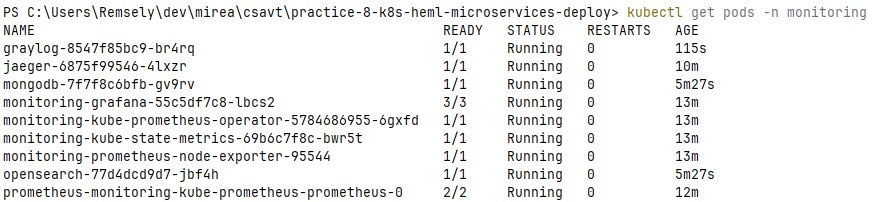 PS C:\Users\Remsely\dev\mirea\csavt\practice-8-k8s-heml-microservices-deploy> kubectl get pods -n monitoring
NAME READY STATUS RESTARTS AGE
graylog-8547f85bc9-br4rq 1/1 Running 0 115s
jaeger-6875f99546-4lxzr 1/1 Running 0 10m
mongodb-7f7f8c6bfb-gv9rv 1/1 Running 0 5m27s
monitoring-grafana-55c5df7c8-lbcs2 3/3 Running 0 13m
monitoring-kube-prometheus-operator-5784686955-6gxfd 1/1 Running 0 13m
monitoring-kube-state-metrics-69b6c7f8c-bwr5t 1/1 Running 0 13m
monitoring-prometheus-node-exporter-95544 1/1 Running 0 13m
opensearch-77d4dcd9d7-jbf4h 1/1 Running 0 5m27s
prometheus-monitoring-kube-prometheus-prometheus-0 2/2 Running 0 12m